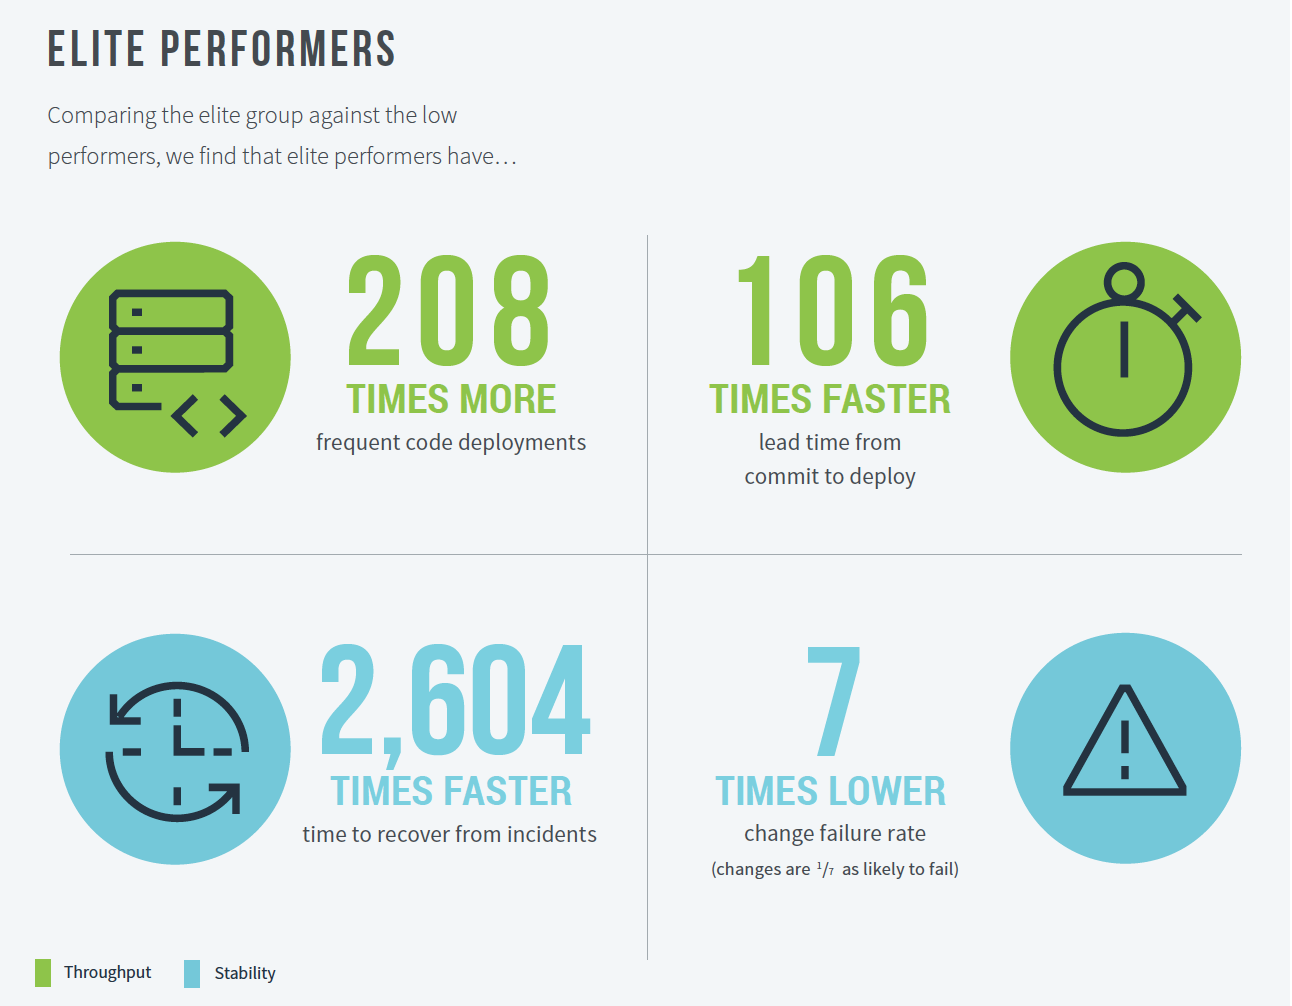 ELITE PERFORMERS
Comparing the elite group against the low
performers, we find that elite performers have…
208
TIMES MORE
frequent code deployments
106
TIMES FASTER
lead time from
commit to deploy
2,604
TIMES FASTER
time to recover from incidents
7
TIMES LOWER
change failure rate
(changes are 1/7 as likely to fail)
Throughput
Stability